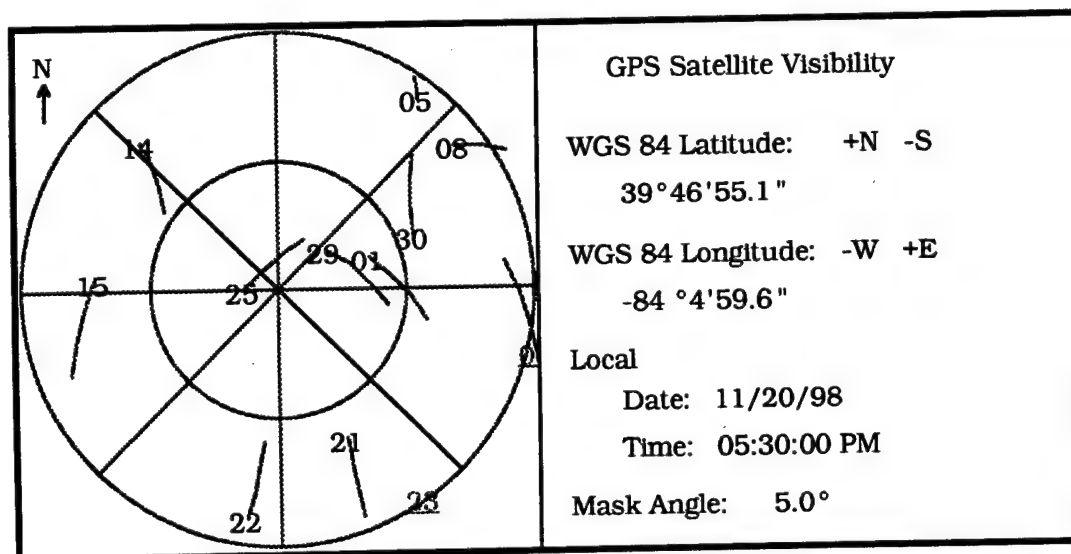 N
05
14
08
30
29
01
15
25
21
23
22
GPS Satellite Visibility
WGS 84 Latitude: +N -S
39°46'55.1"
WGS 84 Longitude: -W +E
-84 °4'59.6"
Local
Date: 11/20/98
Time: 05:30:00 PM
Mask Angle: 5.0°